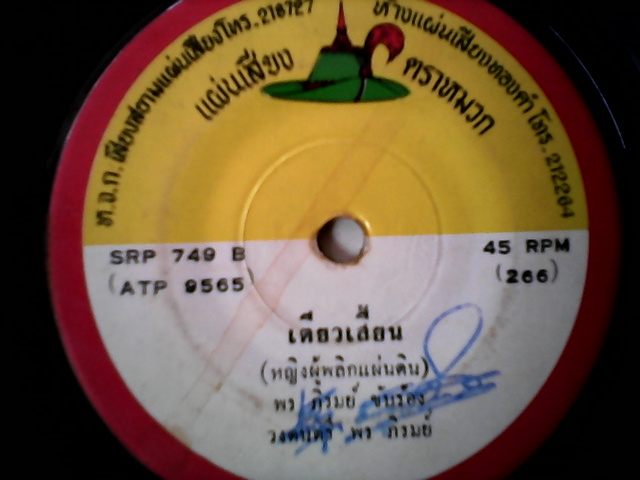 ห.จ.ก. เสียงสยามแผ่นเสียงโทร. 216727
ห้างแผ่นเสียงทองคำ โทร. 212264
แผ่นเสียง ตราหมวก
SRP 749 B
(ATP 9565)
45 RPM
(266)
เตียวเสี้ยน
(หญิงผู้พลิกแผ่นดิน)
พร ภิรมย์ ขับร้อง
วงดนตรี พร ภิรมย์